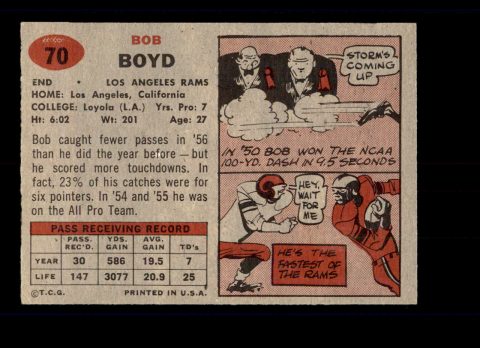 70
BOB
BOYD
END • LOS ANGELES RAMS
HOME: Los Angeles, California
COLLEGE: Loyola (L.A.) Yrs. Pro: 7
Ht: 6:02 Wt: 201 Age: 27
Bob caught fewer passes in '56
than he did the year before — but
he scored more touchdowns. In
fact, 23% of his catches were for
six pointers. In '54 and '55 he was
on the All Pro Team.
PASS RECEIVING RECORD
PASS. REC'D. YDS. GAIN AVG. GAIN TD's
YEAR 30 586 19.5 7
LIFE 147 3077 20.9 25
©T.C.G. PRINTED IN U.S.A.
STORM'S
COMING
UP
IN '50 BOB WON THE NCAA
100-YD. DASH IN 9.5 SECONDS
HEY,
WAIT
FOR
ME
HE'S THE
FASTEST OF
THE RAMS